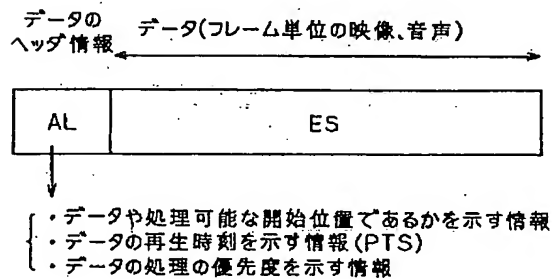 データの
ヘッダ情報
データ(フレーム単位の映像、音声)
AL
ES
・データや処理可能な開始位置であるかを示す情報
・データの再生時刻を示す情報(PTS)
・データの処理の優先度を示す情報